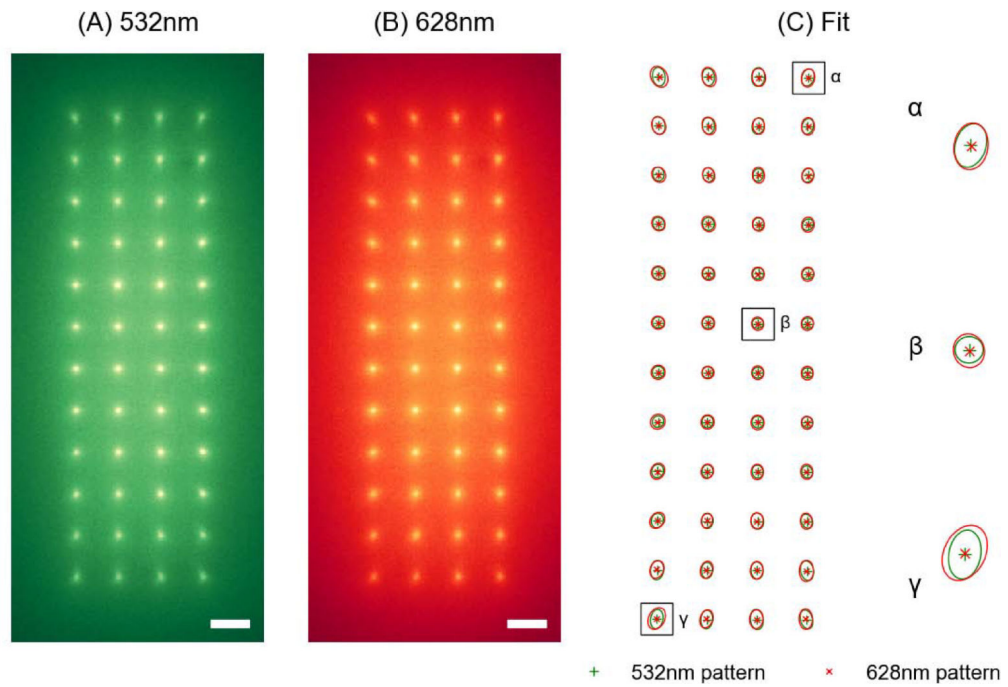 (A) 532nm
(B) 628nm
(C) Fit
α
α
β
β
γ
γ
532nm pattern
628nm pattern